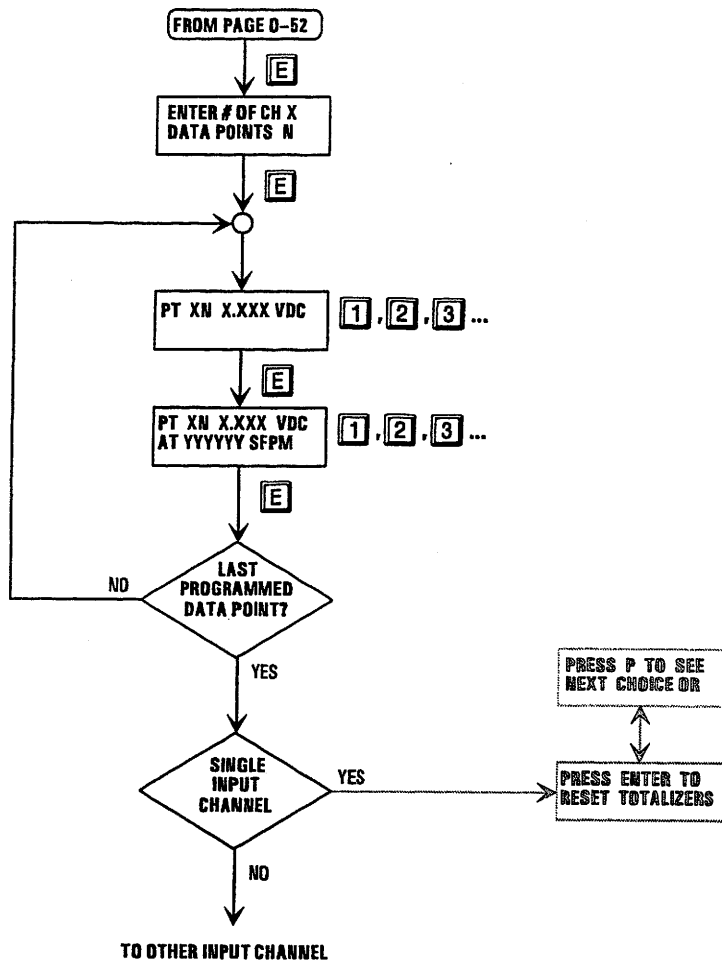 FROM PAGE D-52
E
ENTER # OF CH X
DATA POINTS N
E
PT XN X.XXX VDC
1, 2, 3 ...
E
PT XN X.XXX VDC
AT YYYYYY SFPM
1, 2, 3 ...
E
LAST
PROGRAMMED
DATA POINT?
NO
YES
PRESS P TO SEE
NEXT CHOICE OR
SINGLE
INPUT
CHANNEL
YES
PRESS ENTER TO
RESET TOTALIZERS
NO
TO OTHER INPUT CHANNEL